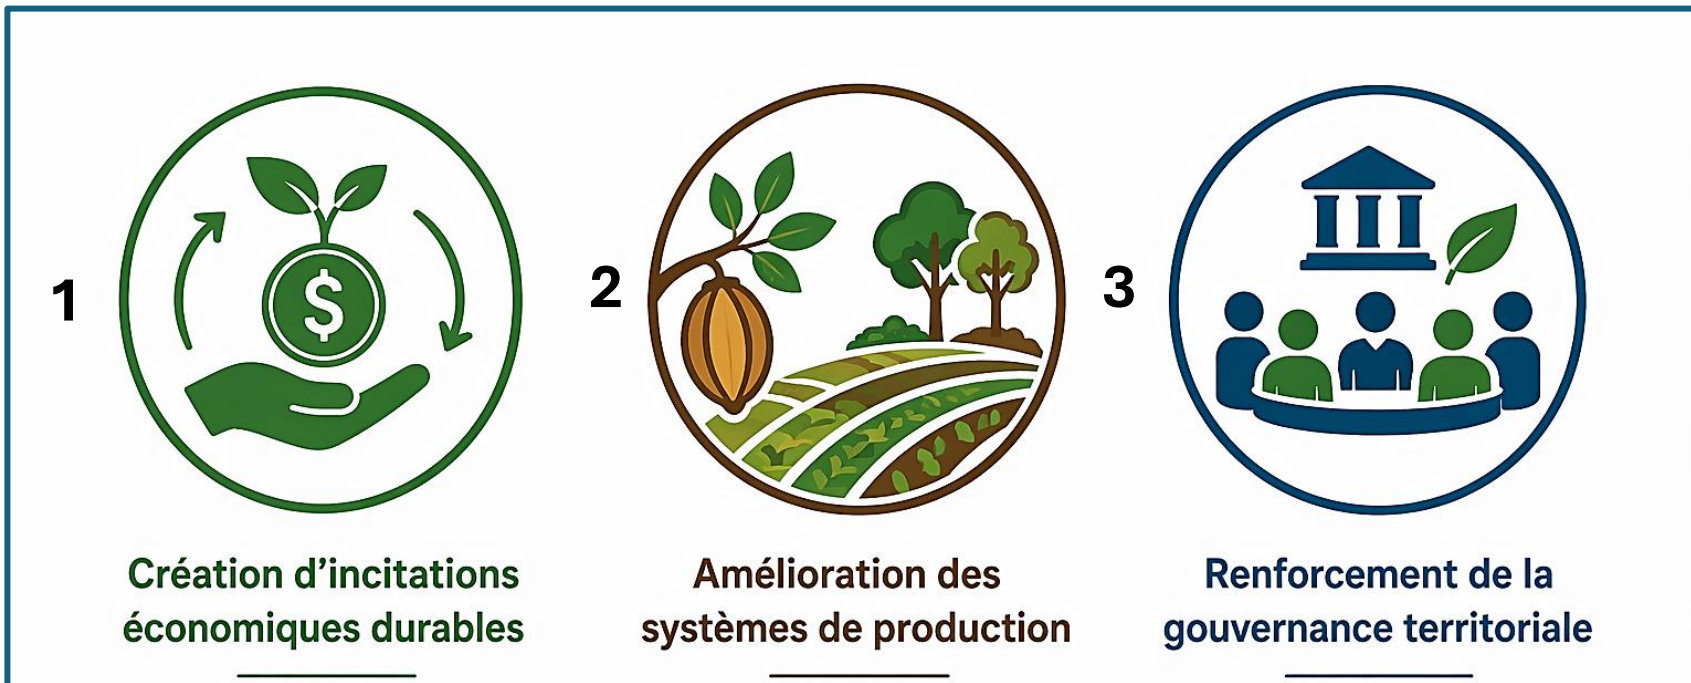 1
$
Création d’incitations
économiques durables
2
Amélioration des
systèmes de production
3
Renforcement de la
gouvernance territoriale